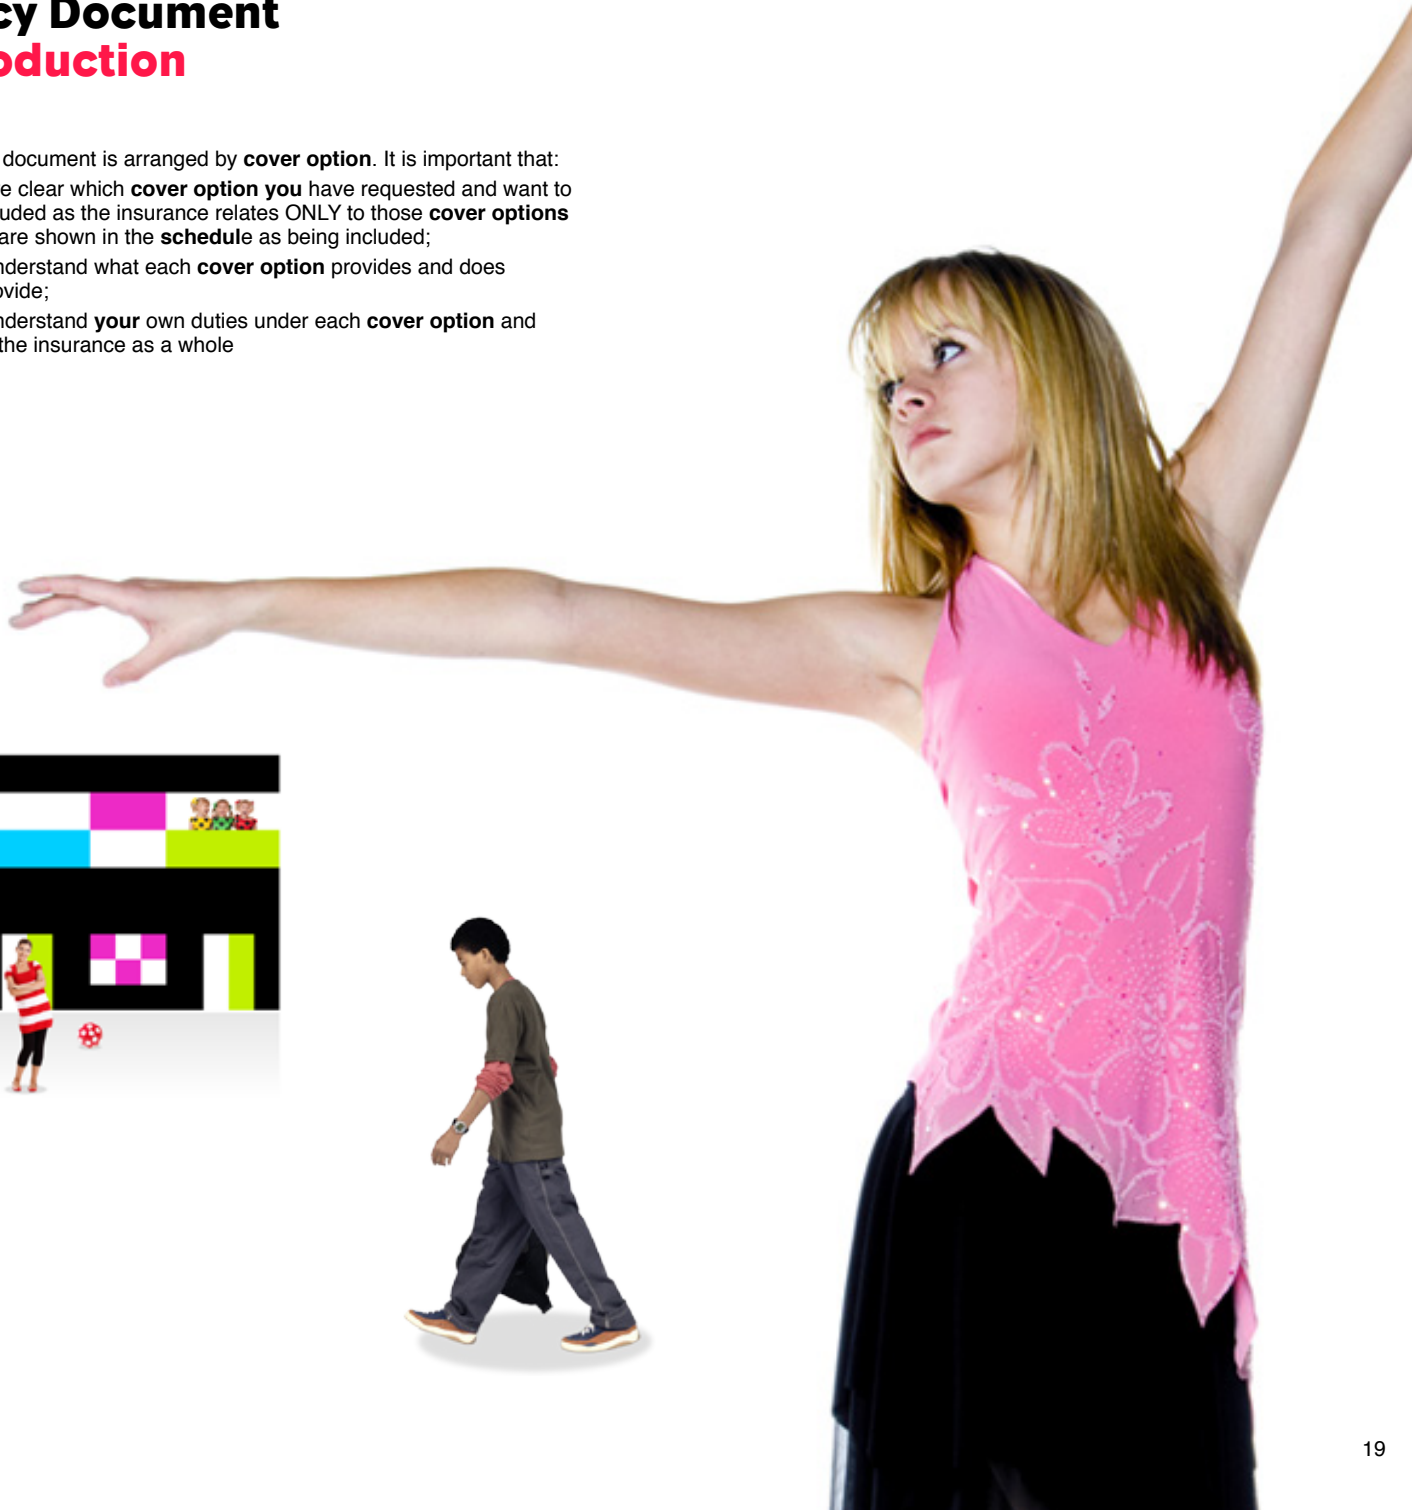 cy Document
oduction
document is arranged by cover option. It is important that:
e clear which cover option you have requested and want to
uded as the insurance relates ONLY to those cover options
are shown in the schedule as being included;
nderstand what each cover option provides and does
ovide;
nderstand your own duties under each cover option and
the insurance as a whole
19